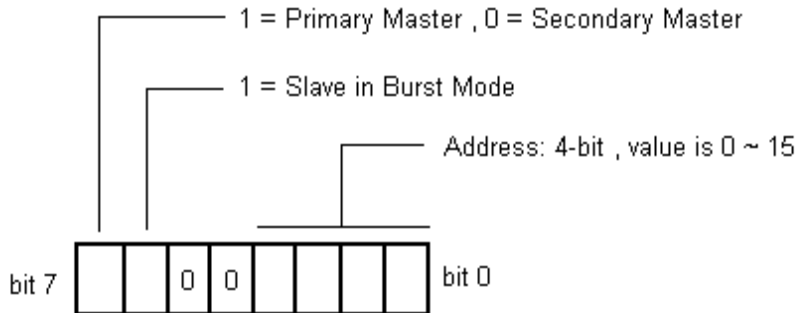 1 = Primary Master , 0 = Secondary Master
1 = Slave in Burst Mode
Address: 4-bit , value is 0 ~ 15
bit 7
0 0
bit 0